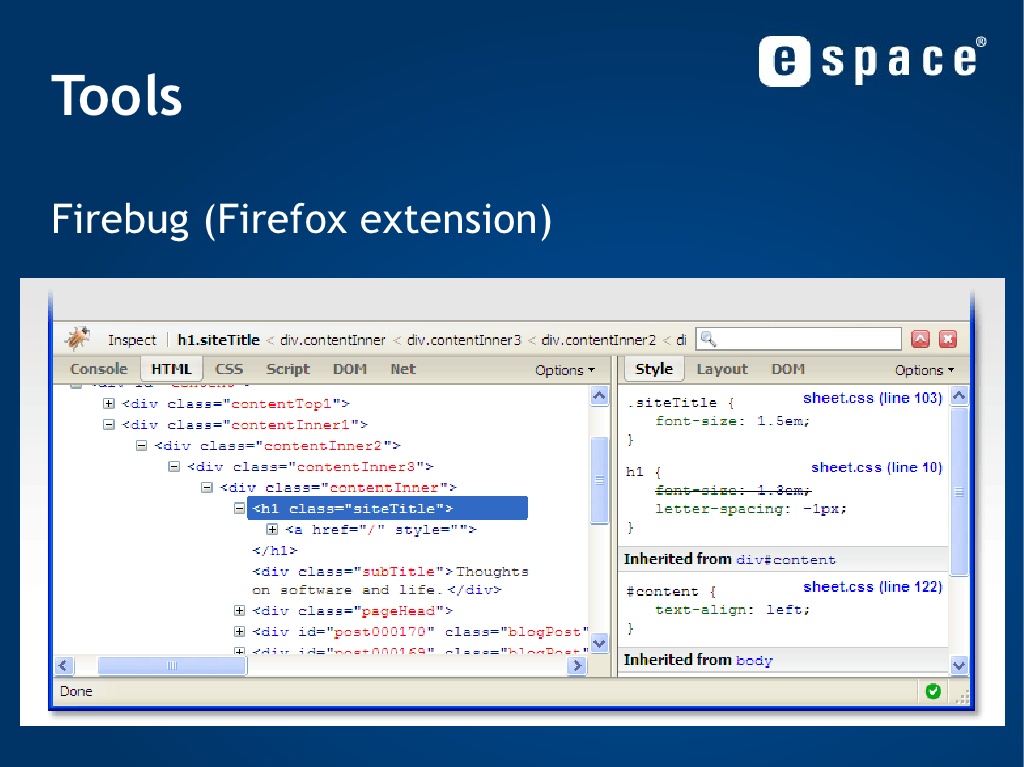 espace®
Tools
Firebug (Firefox extension)
Inspect h1.siteTitle < div.contentInner < div.contentInner3 < div.contentInner2 < di
Console HTML CSS Script DOM Net Options
<div class="contentTop1">
<div class="contentInner1">
<div class="contentInner2">
<div class="contentInner3">
<div class="contentInner">
<h1 class="siteTitle">
<a href="/" style="">
</h1>
<div class="subTitle">Thoughts
on software and life.</div>
<div class="pageHead">
<div id="post000170" class="blogPost"
<div id="post000169" class="blogPost"
Style Layout DOM Options
.siteTitle { sheet.css (line 103)
font-size: 1.5em;
}
h1 { sheet.css (line 10)
font-size: 1.8em;
letter-spacing: -1px;
}
Inherited from div#content
#content { sheet.css (line 122)
text-align: left;
}
Inherited from body
Done